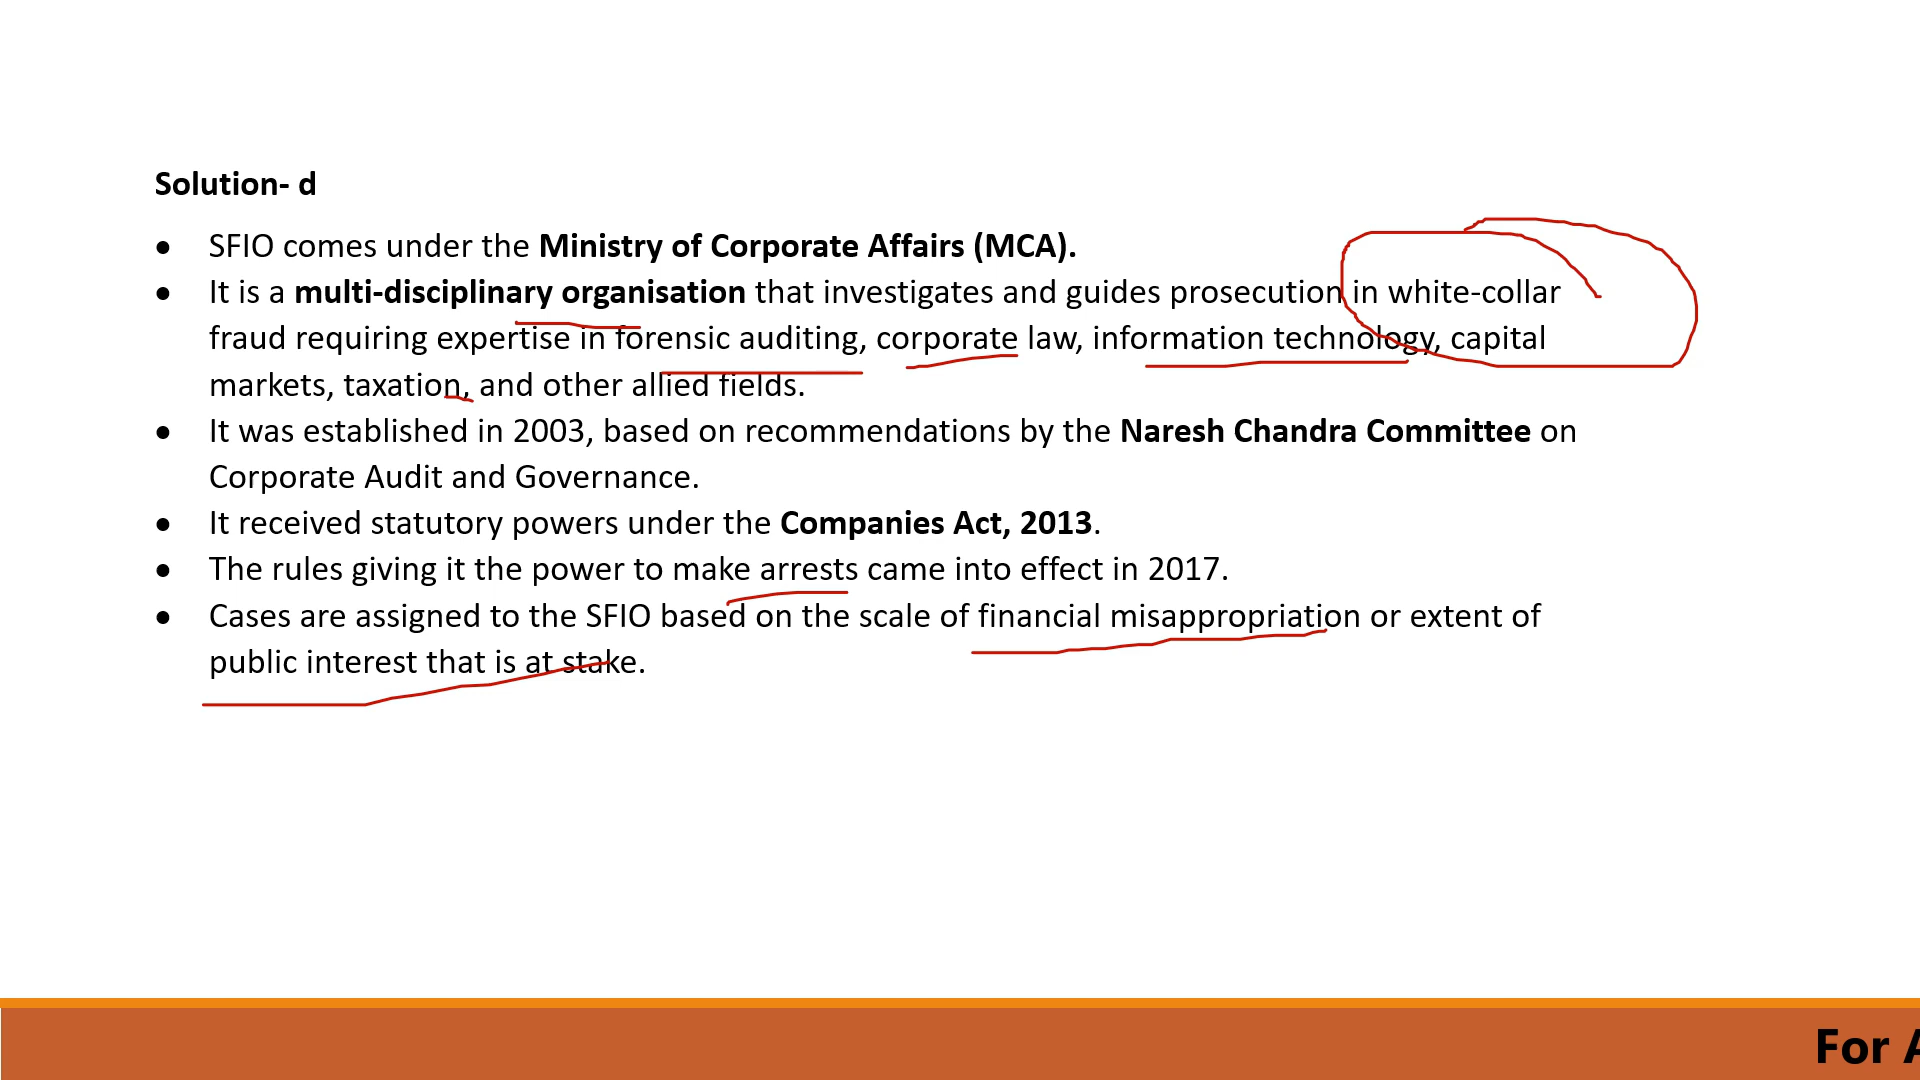 Solution- d
• SFIO comes under the Ministry of Corporate Affairs (MCA).
• It is a multi-disciplinary organisation that investigates and guides prosecution in white-collar
fraud requiring expertise in forensic auditing, corporate law, information technology, capital
markets, taxation, and other allied fields.
• It was established in 2003, based on recommendations by the Naresh Chandra Committee on
Corporate Audit and Governance.
• It received statutory powers under the Companies Act, 2013.
• The rules giving it the power to make arrests came into effect in 2017.
• Cases are assigned to the SFIO based on the scale of financial misappropriation or extent of
public interest that is at stake.
For A